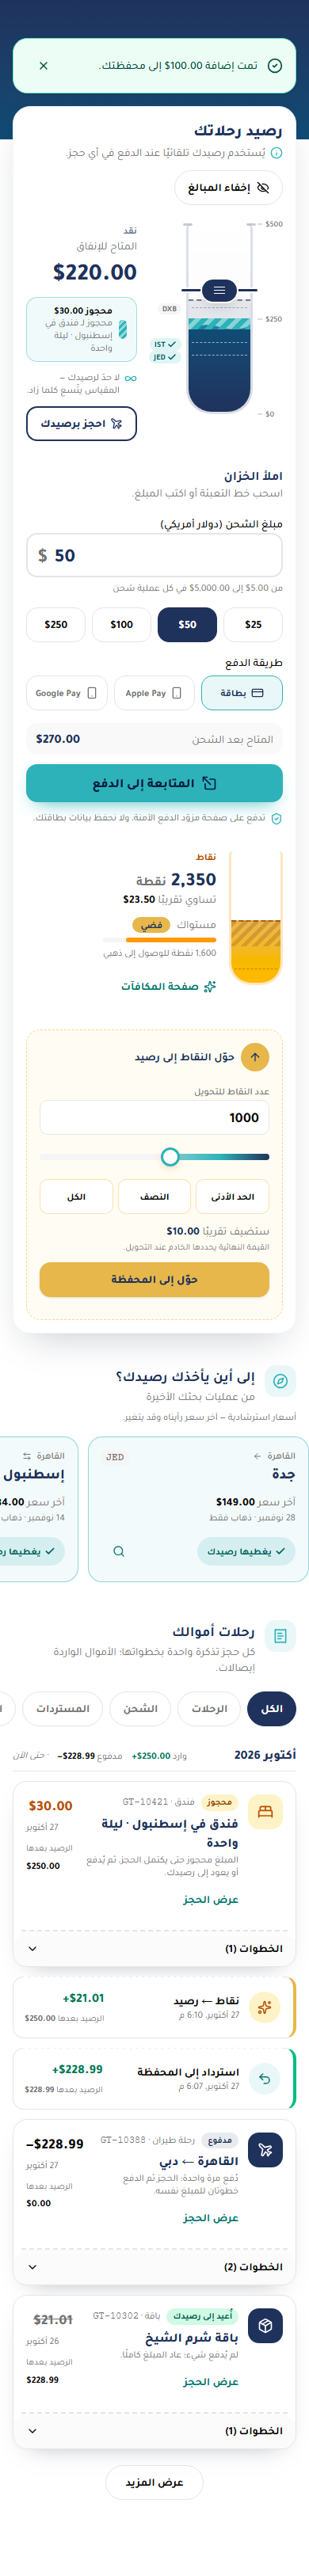 تمت إضافة $100.00 إلى محفظتك.
رصيد رحلاتك
يُستخدم رصيدك تلقائيًا عند الدفع في أي حجز.
إخفاء المبالغ
$500
$250
$0
DXB
IST
JED
نقد
المتاح للإنفاق
$220.00
محجوز $30.00
محجوز لـ فندق في
إسطنبول · ليلة
واحدة
لا حدّ لرصيدك —
المقياس يتّسع كلما زاد.
احجز برصيدك
املأ الخزان
اسحب خط التعبئة أو اكتب المبلغ.
مبلغ الشحن (دولار أمريكي)
$ 50
من $5.00 إلى $5,000.00 في كل عملية شحن
$25
$50
$100
$250
طريقة الدفع
بطاقة
Apple Pay
Google Pay
المتاح بعد الشحن
$270.00
المتابعة إلى الدفع
تدفع على صفحة مزوّد الدفع الآمنة، ولا نحفظ بيانات بطاقتك.
نقاط
2,350 نقطة
تساوي تقريبًا $23.50
مستواك فضي
1,600 نقطة للوصول إلى ذهبي
صفحة المكافآت
حوّل النقاط إلى رصيد
عدد النقاط للتحويل
1000
الحد الأدنى
النصف
الكل
ستضيف تقريبًا $10.00
القيمة النهائية يحددها الخادم عند التحويل.
حوّل إلى المحفظة
إلى أين يأخذك رصيدك؟
من عمليات بحثك الأخيرة
أسعار استرشادية — آخر سعر رأيناه وقد يتغير.
القاهرة ←
JED
جدة
آخر سعر $149.00
28 نوفمبر · ذهاب فقط
يغطيها رصيدك
القاهرة ⇆
إسطنبول
14 نوفمبر · ذهاب
رحلات أموالك
كل حجز تذكرة واحدة بخطواتها؛ الأموال الواردة
إيصالات.
الكل
الرحلات
الشحن
المستردات
أكتوبر 2026
وارد +$250.00
مدفوع −$228.99
· حتى الآن
محجوز
فندق · GT-10421
فندق في إسطنبول · ليلة
واحدة
المبلغ محجوز حتى يكتمل الحجز، ثم يُدفع
أو يعود إلى رصيدك.
عرض الحجز
$30.00
27 أكتوبر
الرصيد بعدها
$250.00
الخطوات (1)
نقاط ← رصيد
27 أكتوبر، 6:10 م
+$21.01
الرصيد بعدها $250.00
استرداد إلى المحفظة
27 أكتوبر، 6:07 م
+$228.99
الرصيد بعدها $228.99
مدفوع
رحلة طيران · GT-10388
القاهرة ← دبي
دُفع مرة واحدة: الحجز ثم الدفع
خطوتان للمبلغ نفسه.
عرض الحجز
−$228.99
27 أكتوبر
الرصيد بعدها
$0.00
الخطوات (2)
أُعيد إلى رصيدك
باقة · GT-10302
باقة شرم الشيخ
لم يُدفع شيء؛ عاد المبلغ كاملًا.
عرض الحجز
$21.01
26 أكتوبر
الرصيد بعدها
$228.99
الخطوات (1)
عرض المزيد